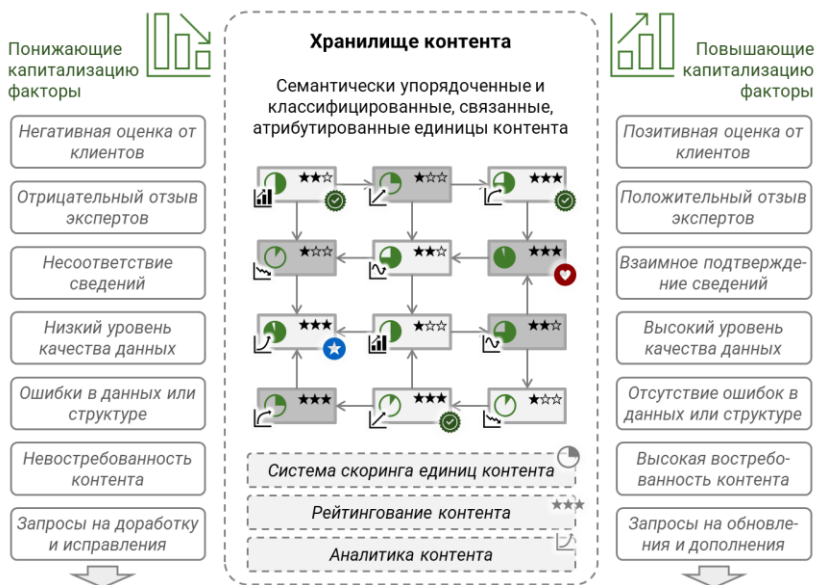 Понижающие
капитализацию
факторы
Негативная оценка от
клиентов
Отрицательный отзыв
экспертов
Несоответствие
сведений
Низкий уровень
качества данных
Ошибки в данных или
структуре
Невостребованность
контента
Запросы на доработку
и исправления
Хранилище контента
Семантически упорядоченные и
классифицированные, связанные,
атрибутированные единицы контента
Система скоринга единиц контента
Рейтингование контента
Аналитика контента
Повышающие
капитализацию
факторы
Позитивная оценка от
клиентов
Положительный отзыв
экспертов
Взаимное подтвержде-
ние сведений
Высокий уровень
качества данных
Отсутствие ошибок в
данных или структуре
Высокая востребо-
ванность контента
Запросы на обновле-
ния и дополнения